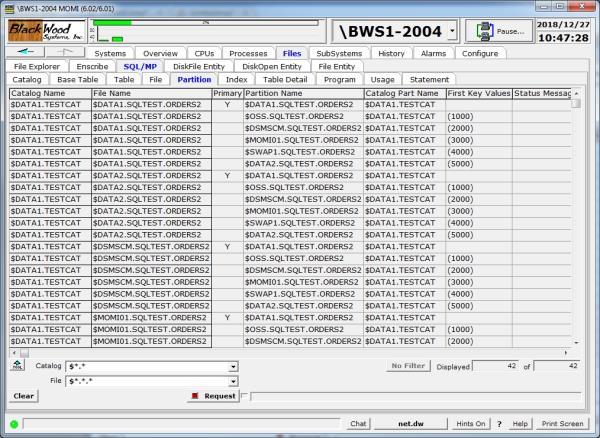 \BWS1-2004 MOMI (6.02/6.01)
BlackWood Systems, Inc.
\BWS1-2004
Pause...
2018/12/27
10:47:28
Systems Overview CPUs Processes Files SubSystems History Alarms Configure
File Explorer Enscribe SQL/MP DiskFile Entity DiskOpen Entity File Entity
Catalog Base Table Table File Partition Index Table Detail Program Usage Statement
Catalog Name File Name Primary Partition Name Catalog Part Name First Key Values Status Messag
$DATA1.TESTCAT $DATA1.SQLTEST.ORDERS2 Y $DATA1.SQLTEST.ORDERS2 $DATA1.TESTCAT
$DATA1.TESTCAT $DATA1.SQLTEST.ORDERS2 $OSS.SQLTEST.ORDERS2 $DATA1.TESTCAT (1000)
$DATA1.TESTCAT $DATA1.SQLTEST.ORDERS2 $DSMSCM.SQLTEST.ORDERS2 $DATA1.TESTCAT (2000)
$DATA1.TESTCAT $DATA1.SQLTEST.ORDERS2 $MOMI01.SQLTEST.ORDERS2 $DATA1.TESTCAT (3000)
$DATA1.TESTCAT $DATA1.SQLTEST.ORDERS2 $SWAP1.SQLTEST.ORDERS2 $DATA1.TESTCAT (4000)
$DATA1.TESTCAT $DATA1.SQLTEST.ORDERS2 $DATA2.SQLTEST.ORDERS2 $DATA1.TESTCAT (5000)
$DATA1.TESTCAT $DATA2.SQLTEST.ORDERS2 Y $DATA1.SQLTEST.ORDERS2 $DATA1.TESTCAT
$DATA1.TESTCAT $DATA2.SQLTEST.ORDERS2 $OSS.SQLTEST.ORDERS2 $DATA1.TESTCAT (1000)
$DATA1.TESTCAT $DATA2.SQLTEST.ORDERS2 $DSMSCM.SQLTEST.ORDERS2 $DATA1.TESTCAT (2000)
$DATA1.TESTCAT $DATA2.SQLTEST.ORDERS2 $MOMI01.SQLTEST.ORDERS2 $DATA1.TESTCAT (3000)
$DATA1.TESTCAT $DATA2.SQLTEST.ORDERS2 $SWAP1.SQLTEST.ORDERS2 $DATA1.TESTCAT (4000)
$DATA1.TESTCAT $DATA2.SQLTEST.ORDERS2 $DATA2.SQLTEST.ORDERS2 $DATA1.TESTCAT (5000)
$DATA1.TESTCAT $DSMSCM.SQLTEST.ORDERS2 Y $DATA1.SQLTEST.ORDERS2 $DATA1.TESTCAT
$DATA1.TESTCAT $DSMSCM.SQLTEST.ORDERS2 $OSS.SQLTEST.ORDERS2 $DATA1.TESTCAT (1000)
$DATA1.TESTCAT $DSMSCM.SQLTEST.ORDERS2 $DSMSCM.SQLTEST.ORDERS2 $DATA1.TESTCAT (2000)
$DATA1.TESTCAT $DSMSCM.SQLTEST.ORDERS2 $MOMI01.SQLTEST.ORDERS2 $DATA1.TESTCAT (3000)
$DATA1.TESTCAT $DSMSCM.SQLTEST.ORDERS2 $SWAP1.SQLTEST.ORDERS2 $DATA1.TESTCAT (4000)
$DATA1.TESTCAT $DSMSCM.SQLTEST.ORDERS2 $DATA2.SQLTEST.ORDERS2 $DATA1.TESTCAT (5000)
$DATA1.TESTCAT $MOMI01.SQLTEST.ORDERS2 Y $DATA1.SQLTEST.ORDERS2 $DATA1.TESTCAT
$DATA1.TESTCAT $MOMI01.SQLTEST.ORDERS2 $OSS.SQLTEST.ORDERS2 $DATA1.TESTCAT (1000)
$DATA1.TESTCAT $MOMI01.SQLTEST.ORDERS2 $DSMSCM.SQLTEST.ORDERS2 $DATA1.TESTCAT (2000)
Catalog $*.* No Filter Displayed 42 of 42
File $*.*.*
Clear Request
Chat net.dw Hints On ? Help Print Screen